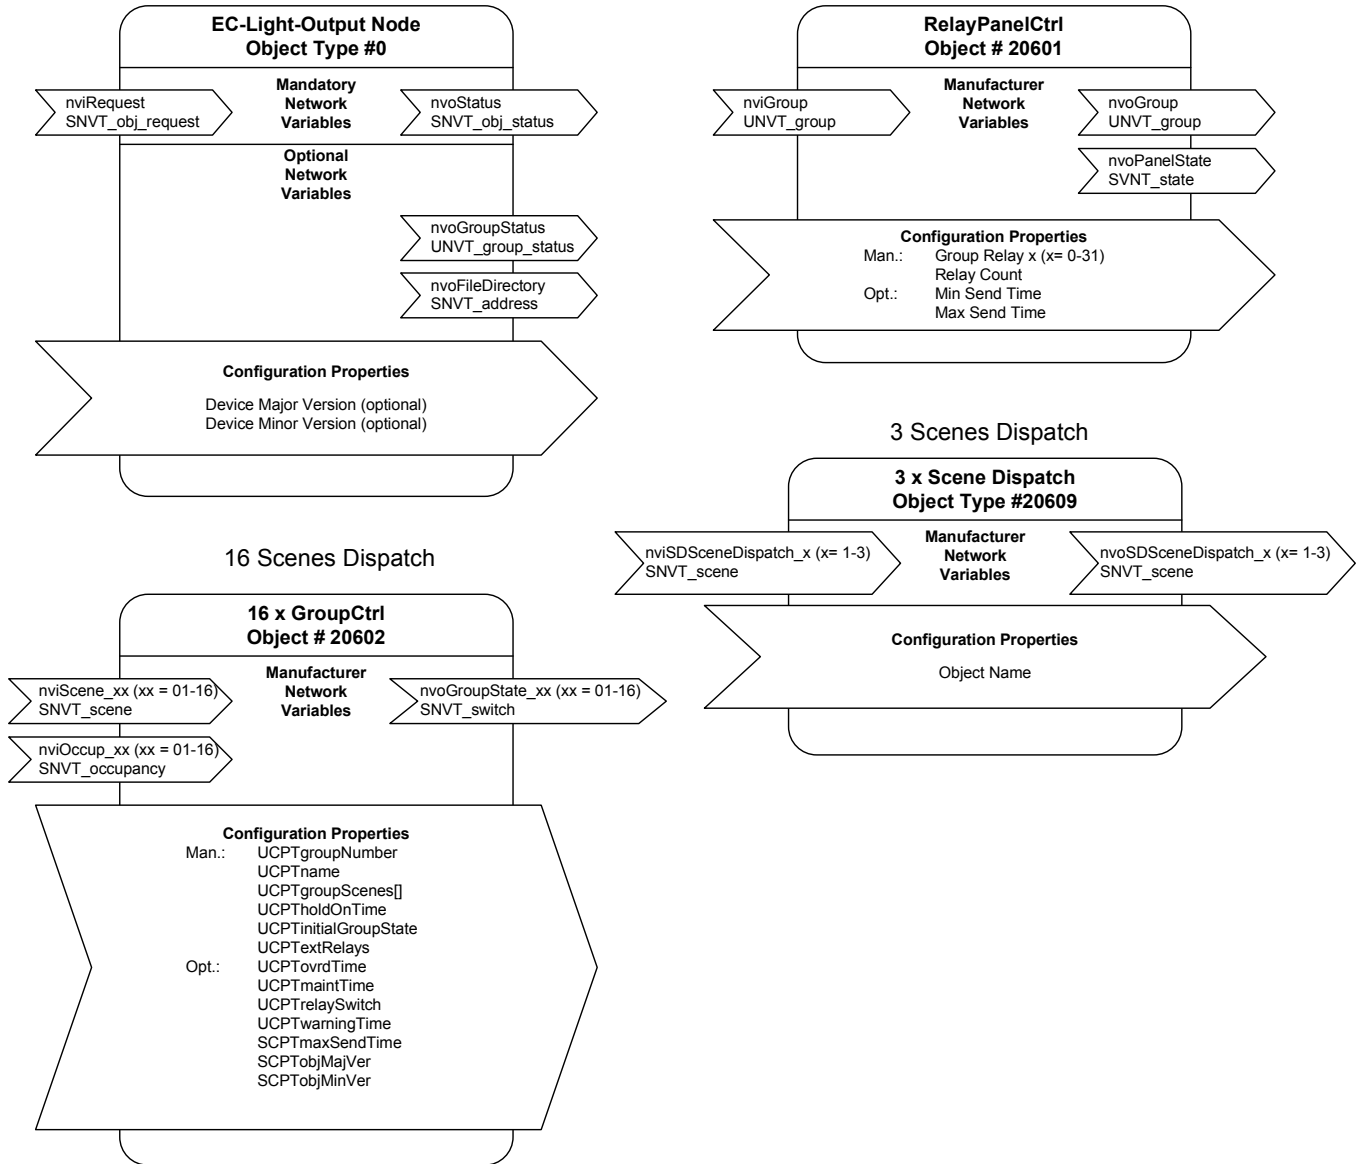 EC-Light-Output Node
Object Type #0
Mandatory
Network
Variables
nviRequest
SNVT_obj_request
nvoStatus
SNVT_obj_status
Optional
Network
Variables
nvoGroupStatus
UNVT_group_status
nvoFileDirectory
SNVT_address
Configuration Properties
Device Major Version (optional)
Device Minor Version (optional)
RelayPanelCtrl
Object # 20601
Manufacturer
Network
Variables
nviGroup
UNVT_group
nvoGroup
UNVT_group
nvoPanelState
SVNT_state
Configuration Properties
Man.: Group Relay x (x= 0-31)
Relay Count
Opt.: Min Send Time
Max Send Time
3 Scenes Dispatch
3 x Scene Dispatch
Object Type #20609
Manufacturer
Network
Variables
nviSDSceneDispatch_x (x= 1-3)
SNVT_scene
nvoSDSceneDispatch_x (x= 1-3)
SNVT_scene
Configuration Properties
Object Name
16 Scenes Dispatch
16 x GroupCtrl
Object # 20602
Manufacturer
Network
Variables
nviScene_xx (xx = 01-16)
SNVT_scene
nvoGroupState_xx (xx = 01-16)
SNVT_switch
nviOccup_xx (xx = 01-16)
SNVT_occupancy
Configuration Properties
Man.: UCPTgroupNumber
UCPTname
UCPTgroupScenes[]
UCPTholdOnTime
UCPTinitialGroupState
UCPTextRelays
Opt.: UCPTovrdTime
UCPTmaintTime
UCPTrelaySwitch
UCPTwarningTime
SCPTmaxSendTime
SCPTobjMajVer
SCPTobjMinVer